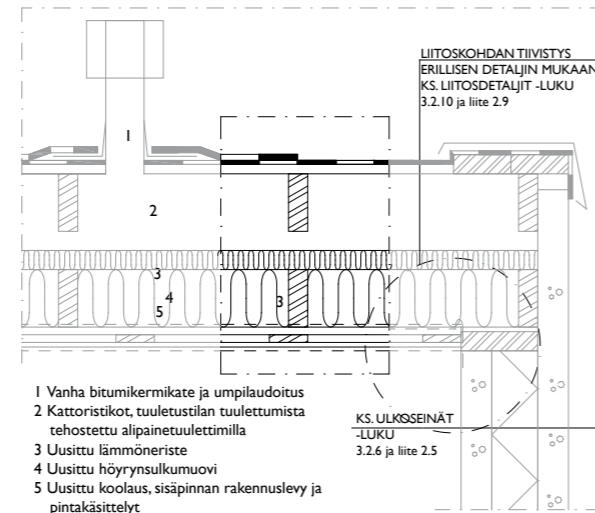 LIITOSKOHDAN TIIVISTYS
ERILLISEN DETALJIN MUKAAN
KS. LIITOSDETALJIT -LUKU
3.2.10 ja liite 2.9
1
2
3
4
5
3
1 Vanha bitumikermikate ja umpilaudoitus
2 Kattoristikot, tuuletustilan tuulettumista
tehostettu alipainetuulettimilla
3 Uusittu lämmöneriste
4 Uusittu höyrynsulkumuovi
5 Uusittu koolaus, sisäpinnan rakennuslevy ja
pintakäsittelyt
KS. ULKOSEINÄT
-LUKU
3.2.6 ja liite 2.5